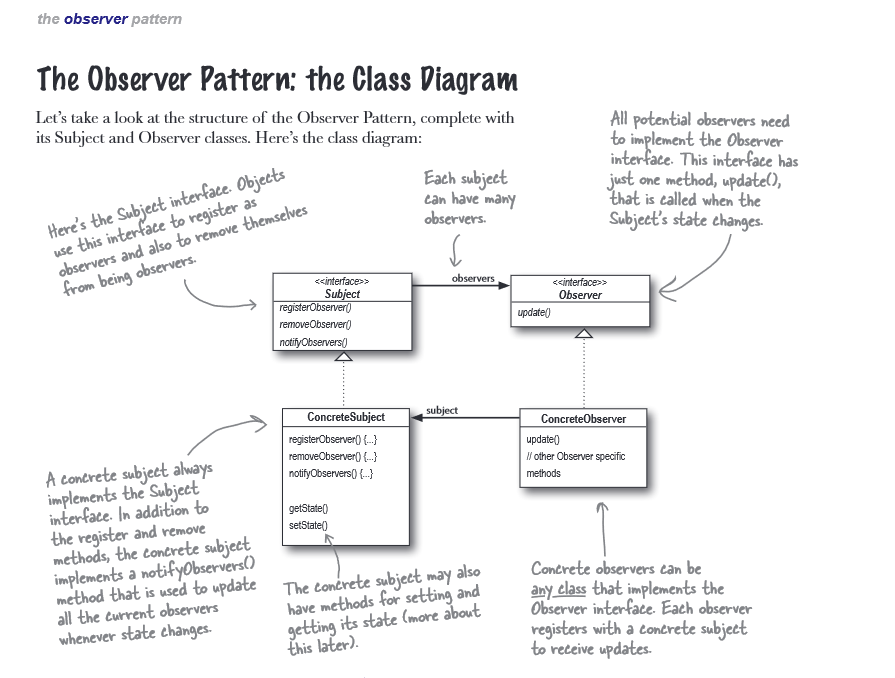 the observer pattern
The Observer Pattern: the Class Diagram
Let's take a look at the structure of the Observer Pattern, complete with
its Subject and Observer classes. Here's the class diagram:
All potential observers need
to implement the Observer
interface. This interface has
just one method, update(),
that is called when the
Subject's state changes.
Each subject
can have many
observers.
Here's the Subject interface. Objects
use this interface to register as
observers and also to remove themselves
from being observers.
<<interface>>
Subject
registerObserver()
removeObserver()
notifyObservers()
observers
<<interface>>
Observer
update()
ConcreteSubject
registerObserver() {...}
removeObserver() {...}
notifyObservers() {...}
getState()
setState()
subject
ConcreteObserver
update()
// other Observer specific
methods
A concrete subject always
implements the Subject
interface. In addition to
the register and remove
methods, the concrete subject
implements a notifyObservers()
method that is used to update
all the current observers
whenever state changes.
The concrete subject may also
have methods for setting and
getting its state (more about
this later).
Concrete observers can be
any class that implements the
Observer interface. Each observer
registers with a concrete subject
to receive updates.